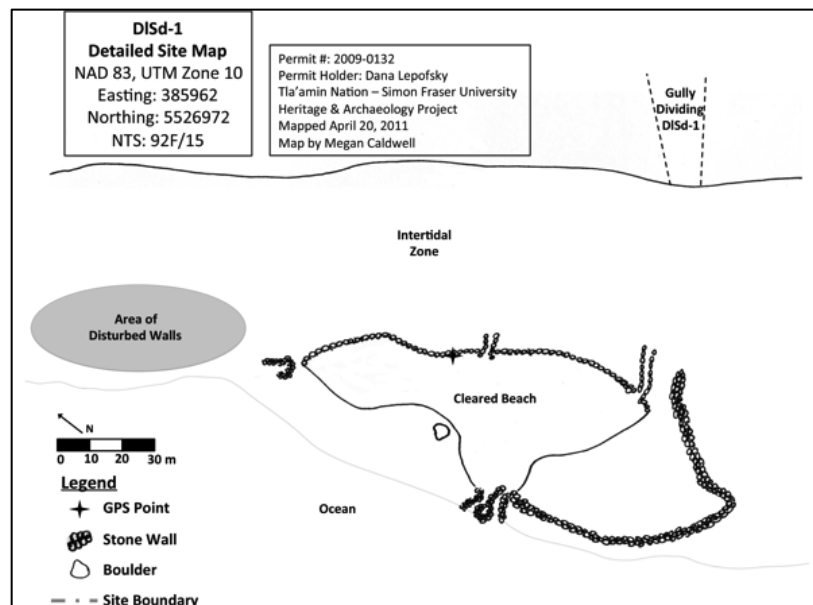 DlSd-1
Detailed Site Map
NAD 83, UTM Zone 10
Easting: 385962
Northing: 5526972
NTS: 92F/15
Permit #: 2009-0132
Permit Holder: Dana Lepofsky
Tla'amin Nation – Simon Fraser University
Heritage & Archaeology Project
Mapped April 20, 2011
Map by Megan Caldwell
Gully
Dividing
DlSd-1
Intertidal
Zone
Area of
Disturbed Walls
Cleared Beach
N
0 10 20 30 m
Ocean
Legend
GPS Point
Stone Wall
Boulder
Site Boundary